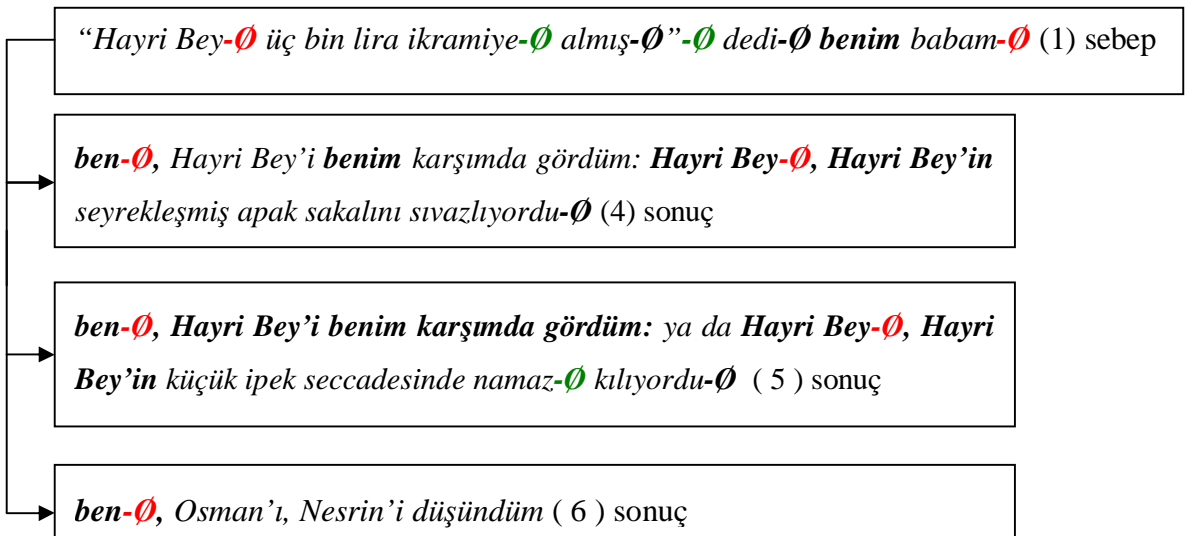 “Hayri Bey-Ø üç bin lira ikramiye-Ø almış-Ø”-Ø dedi-Ø benim babam-Ø (1) sebep
ben-Ø, Hayri Bey’i benim karşımda gördüm: Hayri Bey-Ø, Hayri Bey’in
seyrekleşmiş apak sakalını sıvazlıyordu-Ø (4) sonuç
ben-Ø, Hayri Bey’i benim karşımda gördüm: ya da Hayri Bey-Ø, Hayri
Bey’in küçük ipek seccadesinde namaz-Ø kılıyordu-Ø ( 5 ) sonuç
ben-Ø, Osman’ı, Nesrin’i düşündüm ( 6 ) sonuç